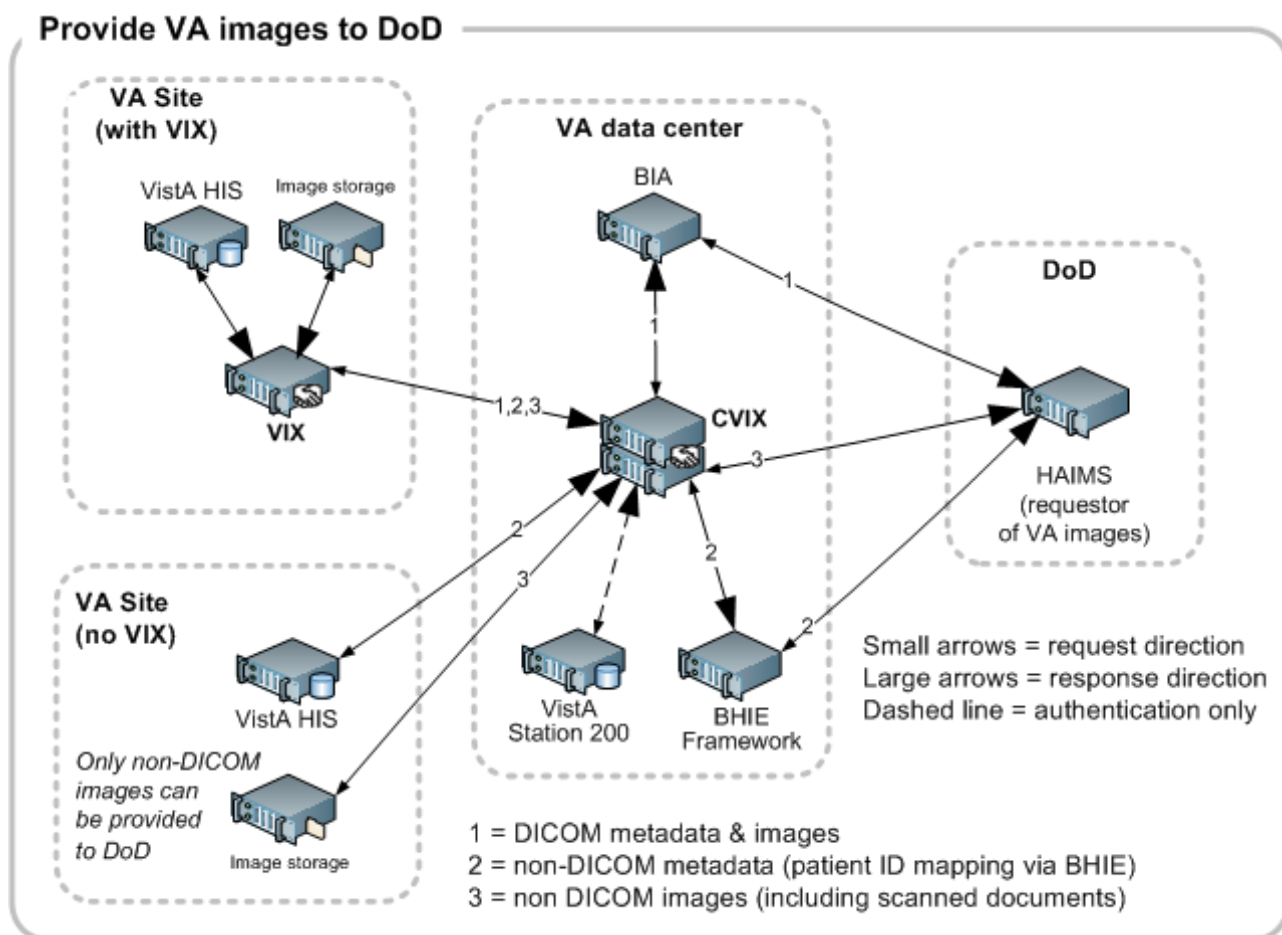 Provide VA images to DoD
VA Site
(with VIX)
VistA HIS
Image storage
VIX
VA data center
BIA
1
1
DoD
1,2,3
CVIX
3
HAIMS
(requestor
of VA images)
2
3
2
2
VA Site
(no VIX)
VistA HIS
Only non-DICOM
images can
be provided
to DoD
Image storage
VistA
Station 200
BHIE
Framework
Small arrows = request direction
Large arrows = response direction
Dashed line = authentication only
1 = DICOM metadata & images
2 = non-DICOM metadata (patient ID mapping via BHIE)
3 = non DICOM images (including scanned documents)